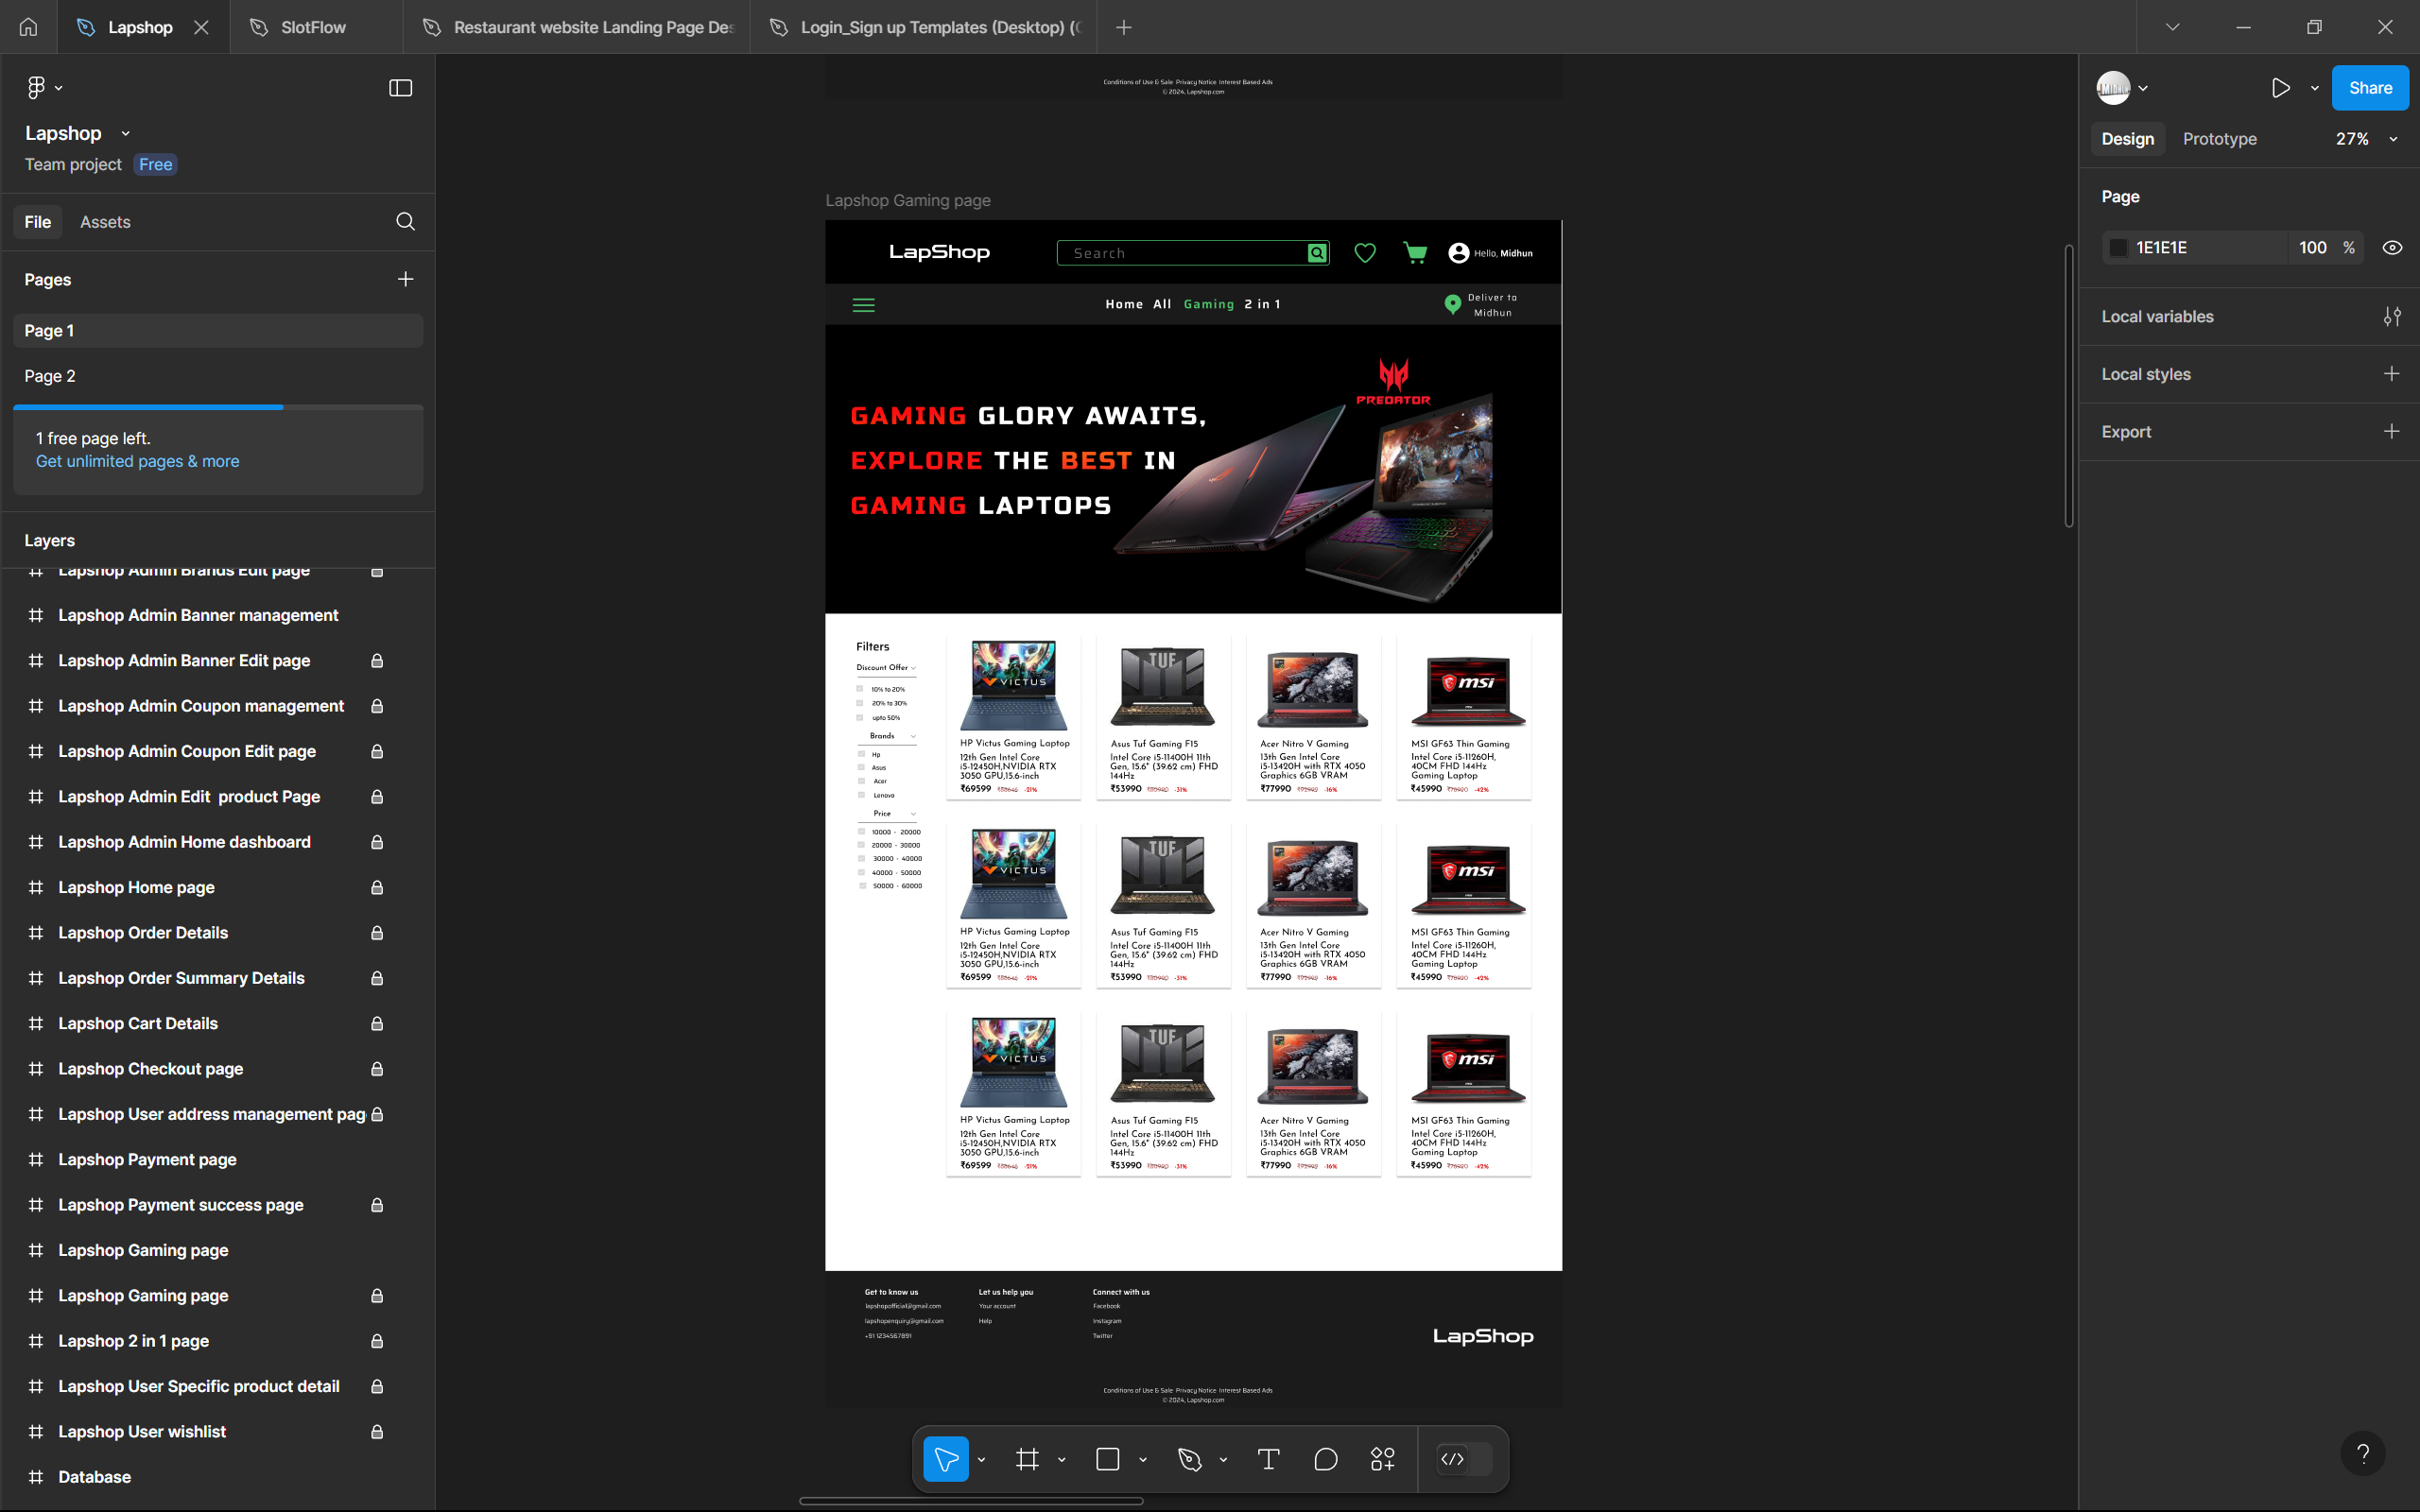 Lapshop
SlotFlow
Restaurant website Landing Page Des
Login_Sign up Templates (Desktop) (C
Lapshop
Team project Free
File Assets
Pages
Page 1
Page 2
1 free page left.
Get unlimited pages & more
Layers
Lapshop Admin Brands Edit page
Lapshop Admin Banner management
Lapshop Admin Banner Edit page
Lapshop Admin Coupon management
Lapshop Admin Coupon Edit page
Lapshop Admin Edit product Page
Lapshop Admin Home dashboard
Lapshop Home page
Lapshop Order Details
Lapshop Order Summary Details
Lapshop Cart Details
Lapshop Checkout page
Lapshop User address management pag
Lapshop Payment page
Lapshop Payment success page
Lapshop Gaming page
Lapshop Gaming page
Lapshop 2 in 1 page
Lapshop User Specific product detail
Lapshop User wishlist
Database
Conditions of Use & Sale Privacy Notice Interest Based Ads
© 2024, Lapshop.com
Lapshop Gaming page
LapShop
Search
Hello, Midhun
Home All Gaming 2 in 1
Deliver to
Midhun
PREDATOR
GAMING GLORY AWAITS,
EXPLORE THE BEST IN
GAMING LAPTOPS
Filters
Discount Offer
10% to 20%
20% to 30%
upto 50%
Brands
Hp
Asus
Acer
Lenovo
Price
10000 - 20000
20000 - 30000
30000 - 40000
40000 - 50000
50000 - 60000
VICTUS
HP Victus Gaming Laptop
12th Gen Intel Core
i5-12450H,NVIDIA RTX
3050 GPU,15.6-inch
₹69599 -21%
TUF
Asus Tuf Gaming F15
Intel Core i5-11400H 11th
Gen, 15.6" (39.62 cm) FHD
144Hz
₹53990 -31%
Acer Nitro V Gaming
13th Gen Intel Core
i5-13420H with RTX 4050
Graphics 6GB VRAM
₹77990 -16%
msi
MSI GF63 Thin Gaming
Intel Core i5-11260H,
40CM FHD 144Hz
Gaming Laptop
₹45990 -42%
VICTUS
HP Victus Gaming Laptop
12th Gen Intel Core
i5-12450H,NVIDIA RTX
3050 GPU,15.6-inch
₹69599 -21%
TUF
Asus Tuf Gaming F15
Intel Core i5-11400H 11th
Gen, 15.6" (39.62 cm) FHD
144Hz
₹53990 -31%
Acer Nitro V Gaming
13th Gen Intel Core
i5-13420H with RTX 4050
Graphics 6GB VRAM
₹77990 -16%
msi
MSI GF63 Thin Gaming
Intel Core i5-11260H,
40CM FHD 144Hz
Gaming Laptop
₹45990 -42%
VICTUS
HP Victus Gaming Laptop
12th Gen Intel Core
i5-12450H,NVIDIA RTX
3050 GPU,15.6-inch
₹69599 -21%
TUF
Asus Tuf Gaming F15
Intel Core i5-11400H 11th
Gen, 15.6" (39.62 cm) FHD
144Hz
₹53990 -31%
Acer Nitro V Gaming
13th Gen Intel Core
i5-13420H with RTX 4050
Graphics 6GB VRAM
₹77990 -16%
msi
MSI GF63 Thin Gaming
Intel Core i5-11260H,
40CM FHD 144Hz
Gaming Laptop
₹45990 -42%
Get to know us
lapshopofficial@gmail.com
lapshopenquiry@gmail.com
+91 1234567891
Let us help you
Your account
Help
Connect with us
Facebook
Instagram
Twitter
LapShop
Conditions of Use & Sale Privacy Notice Interest Based Ads
© 2024, Lapshop.com
Share
Design Prototype 27%
Page
1E1E1E 100 %
Local variables
Local styles
Export
?